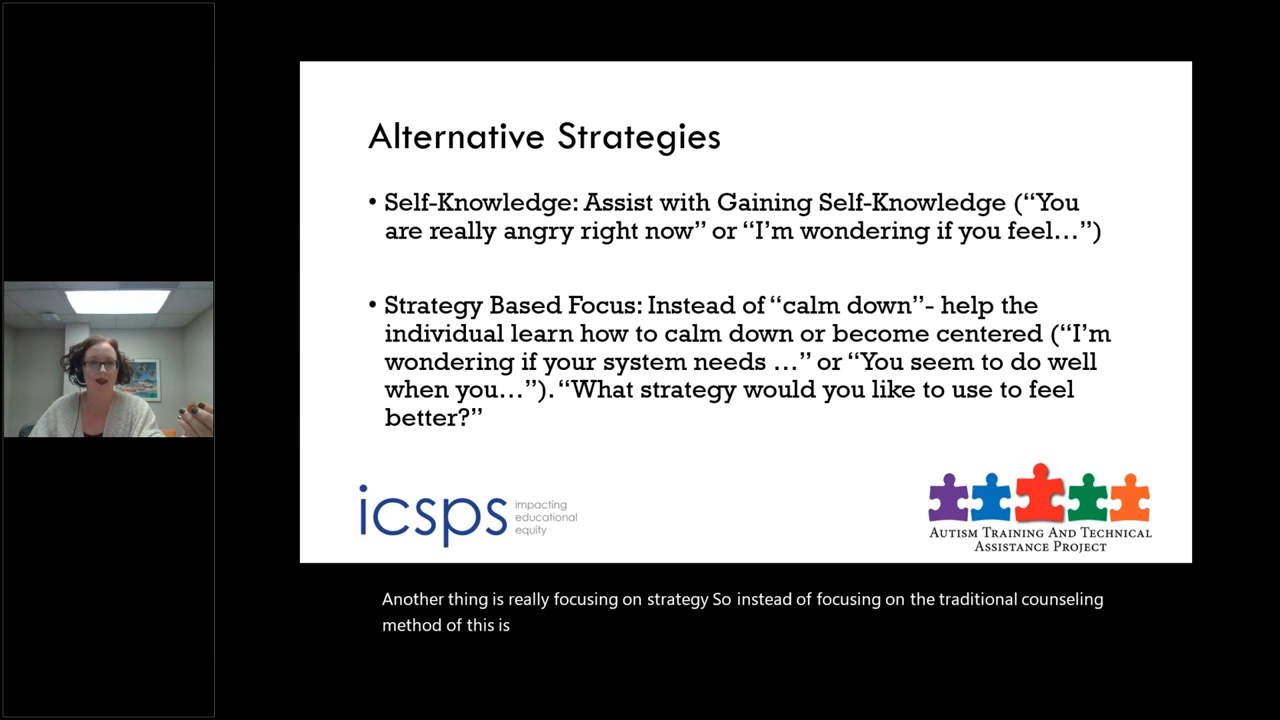 Alternative Strategies
• Self-Knowledge: Assist with Gaining Self-Knowledge (“You
are really angry right now” or “I’m wondering if you feel…”)
• Strategy Based Focus: Instead of “calm down”- help the
individual learn how to calm down or become centered (“I’m
wondering if your system needs …” or “You seem to do well
when you…”). “What strategy would you like to use to feel
better?”
icsps
impacting
educational
equity
Autism Training And Technical
Assistance Project
Another thing is really focusing on strategy So instead of focusing on the traditional counseling
method of this is